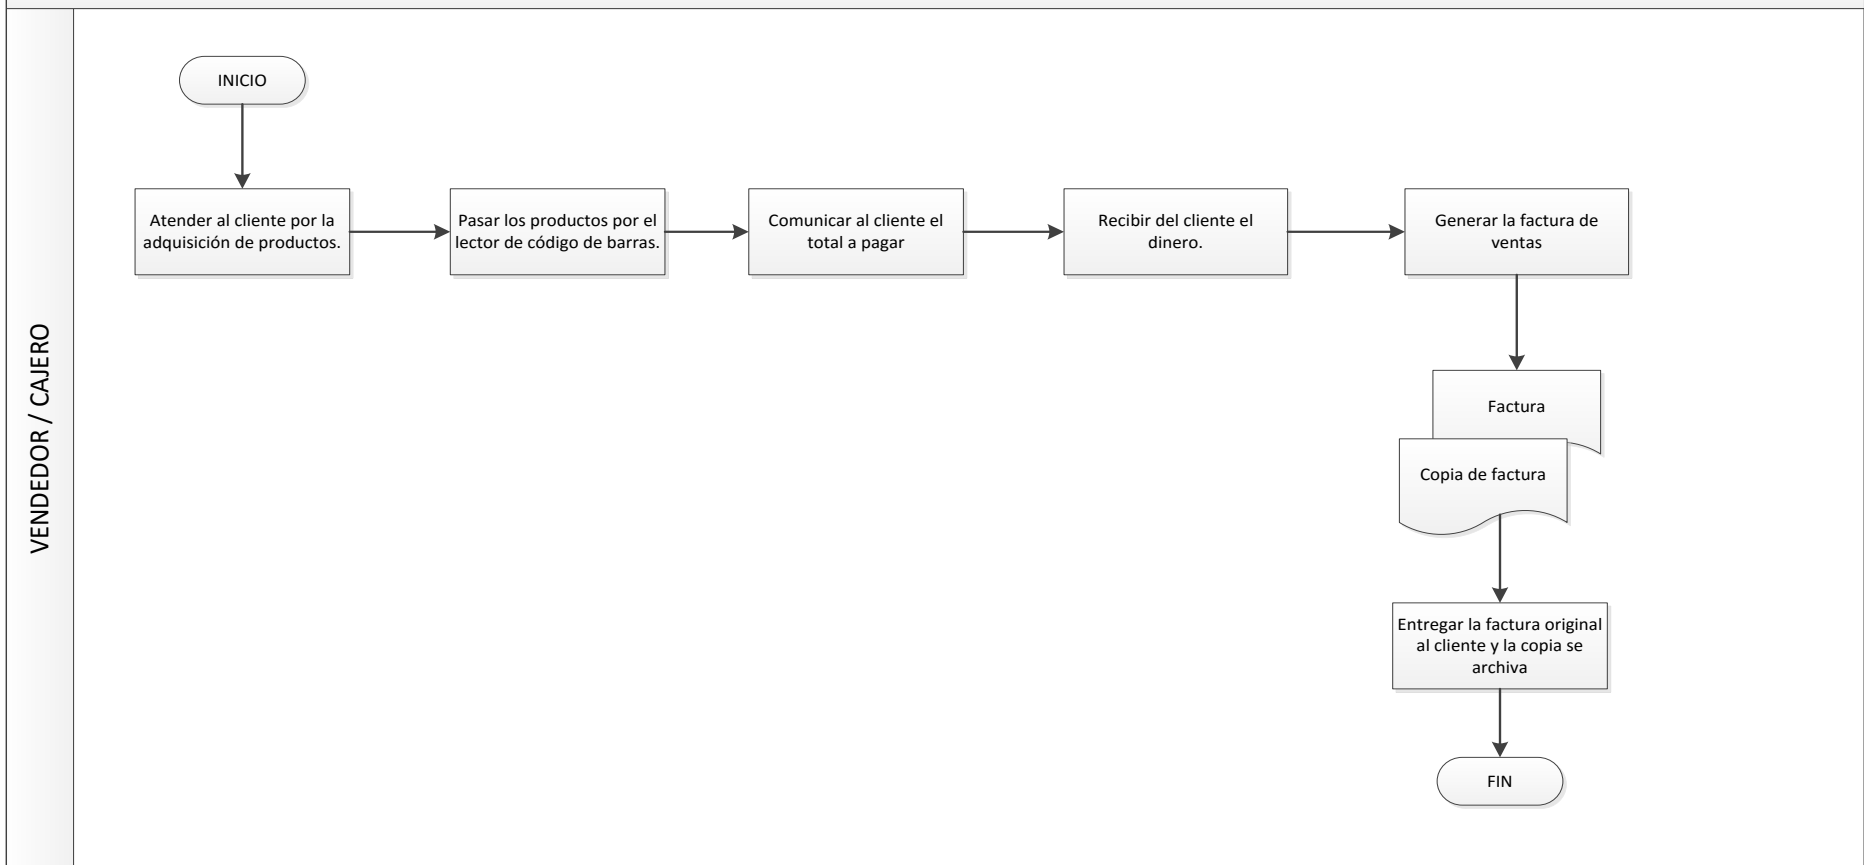 VENDEDOR / CAJERO
INICIO
Atender al cliente por la
adquisición de productos.
Pasar los productos por el
lector de código de barras.
Comunicar al cliente el
total a pagar
Recibir del cliente el
dinero.
Generar la factura de
ventas
Factura
Copia de factura
Entregar la factura original
al cliente y la copia se
archiva
FIN